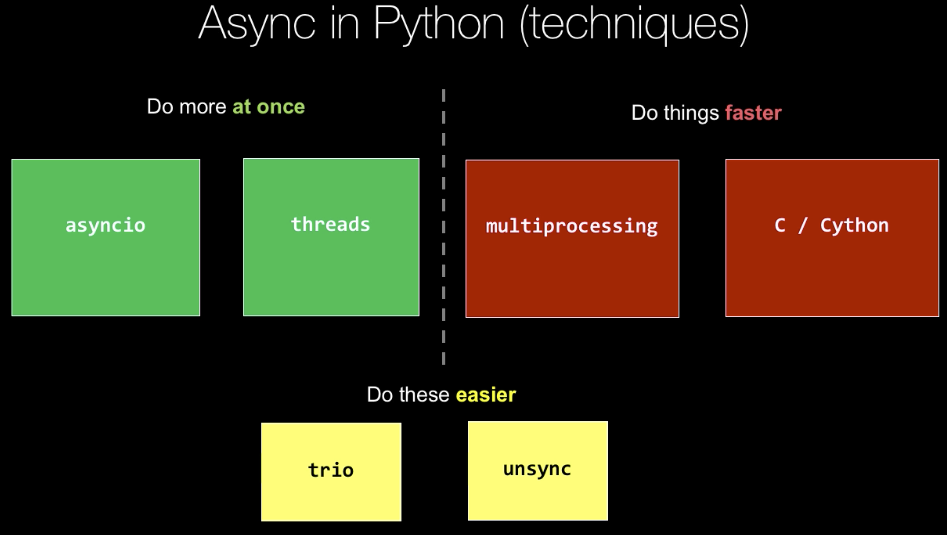 Async in Python (techniques)
Do more at once
Do things faster
asyncio
threads
multiprocessing
C / Cython
Do these easier
trio
unsync